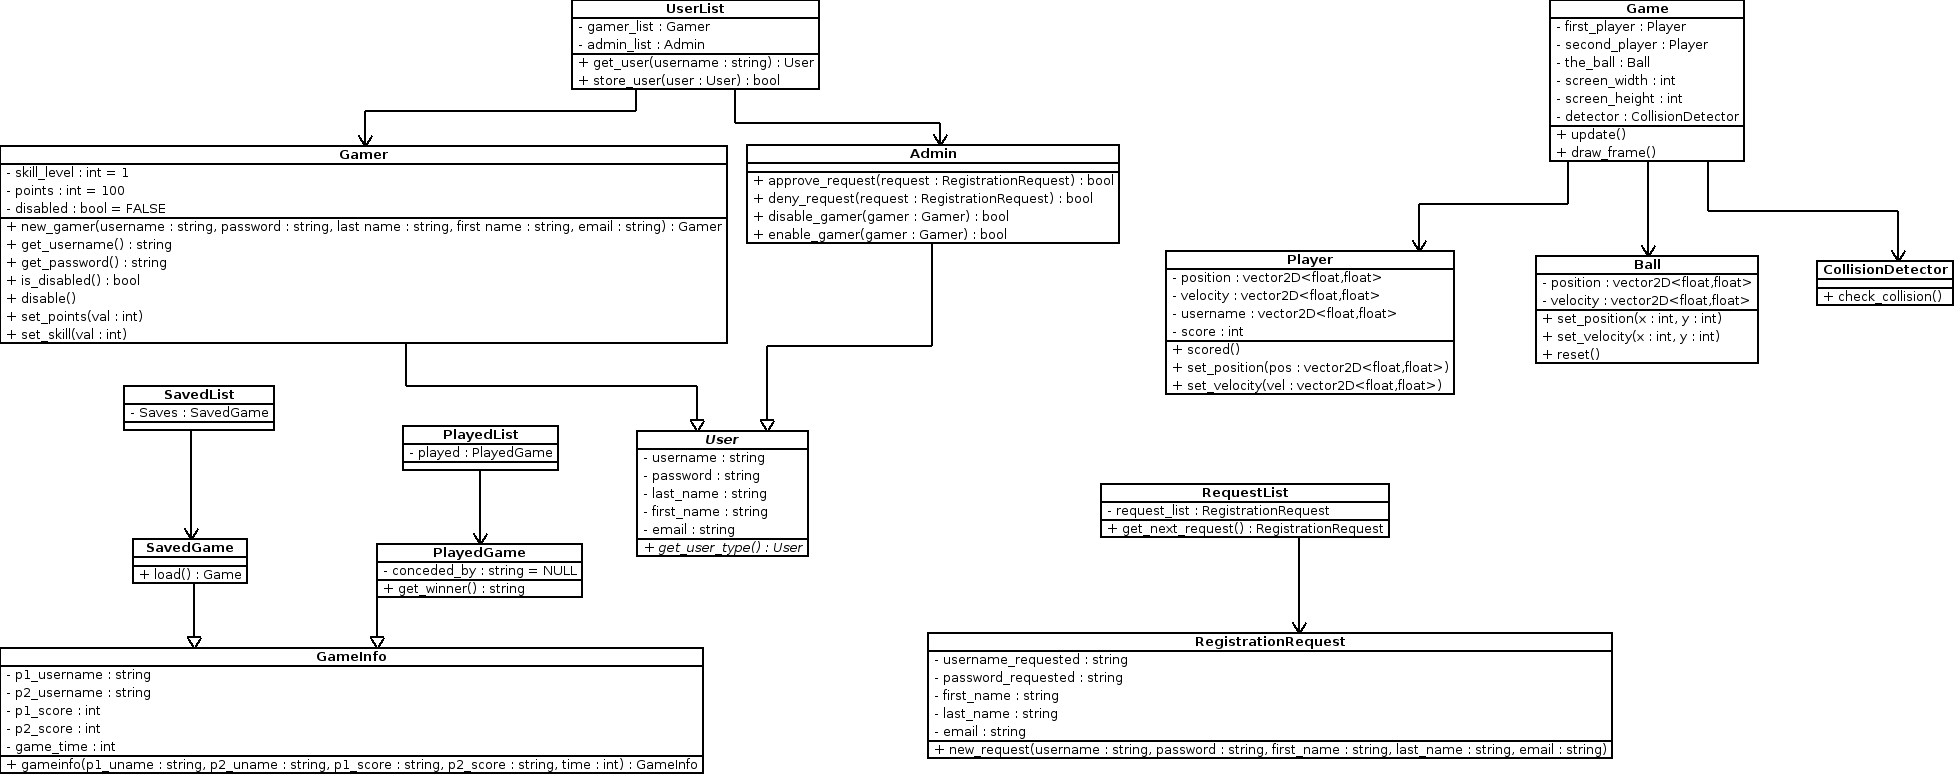 UserList
- gamer_list : Gamer
- admin_list : Admin
+ get_user(username : string) : User
+ store_user(user : User) : bool
Game
- first_player : Player
- second_player : Player
- the_ball : Ball
- screen_width : int
- screen_height : int
- detector : CollisionDetector
+ update()
+ draw_frame()
Gamer
- skill_level : int = 1
- points : int = 100
- disabled : bool = FALSE
+ new_gamer(username : string, password : string, last name : string, first name : string, email : string) : Gamer
+ get_username() : string
+ get_password() : string
+ is_disabled() : bool
+ disable()
+ set_points(val : int)
+ set_skill(val : int)
Admin
+ approve_request(request : RegistrationRequest) : bool
+ deny_request(request : RegistrationRequest) : bool
+ disable_gamer(gamer : Gamer) : bool
+ enable_gamer(gamer : Gamer) : bool
Player
- position : vector2D<float,float>
- velocity : vector2D<float,float>
- username : vector2D<float,float>
- score : int
+ scored()
+ set_position(pos : vector2D<float,float>)
+ set_velocity(vel : vector2D<float,float>)
Ball
- position : vector2D<float,float>
- velocity : vector2D<float,float>
+ set_position(x : int, y : int)
+ set_velocity(x : int, y : int)
+ reset()
CollisionDetector
+ check_collision()
SavedList
- Saves : SavedGame
PlayedList
- played : PlayedGame
User
- username : string
- password : string
- last_name : string
- first_name : string
- email : string
+ get_user_type() : User
RequestList
- request_list : RegistrationRequest
+ get_next_request() : RegistrationRequest
SavedGame
+ load() : Game
PlayedGame
- conceded_by : string = NULL
+ get_winner() : string
GameInfo
- p1_username : string
- p2_username : string
- p1_score : int
- p2_score : int
- game_time : int
+ gameinfo(p1_uname : string, p2_uname : string, p1_score : string, p2_score : string, time : int) : GameInfo
RegistrationRequest
- username_requested : string
- password_requested : string
- first_name : string
- last_name : string
- email : string
+ new_request(username : string, password : string, first_name : string, last_name : string, email : string)